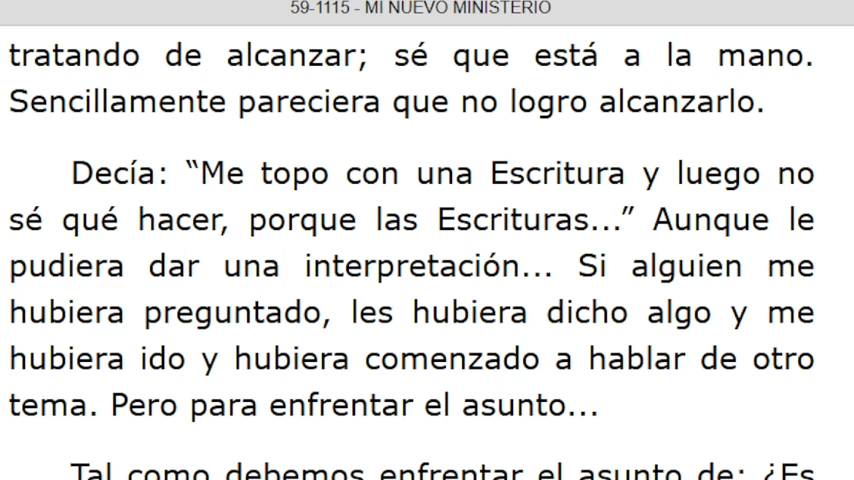 59-1115 - MI NUEVO MINISTERIO
tratando de alcanzar; sé que está a la mano.
Sencillamente pareciera que no logro alcanzarlo.
Decía: “Me topo con una Escritura y luego no
sé qué hacer, porque las Escrituras...” Aunque le
pudiera dar una interpretación... Si alguien me
hubiera preguntado, les hubiera dicho algo y me
hubiera ido y hubiera comenzado a hablar de otro
tema. Pero para enfrentar el asunto...
Tal como debemos enfrentar el asunto de: ¿Es